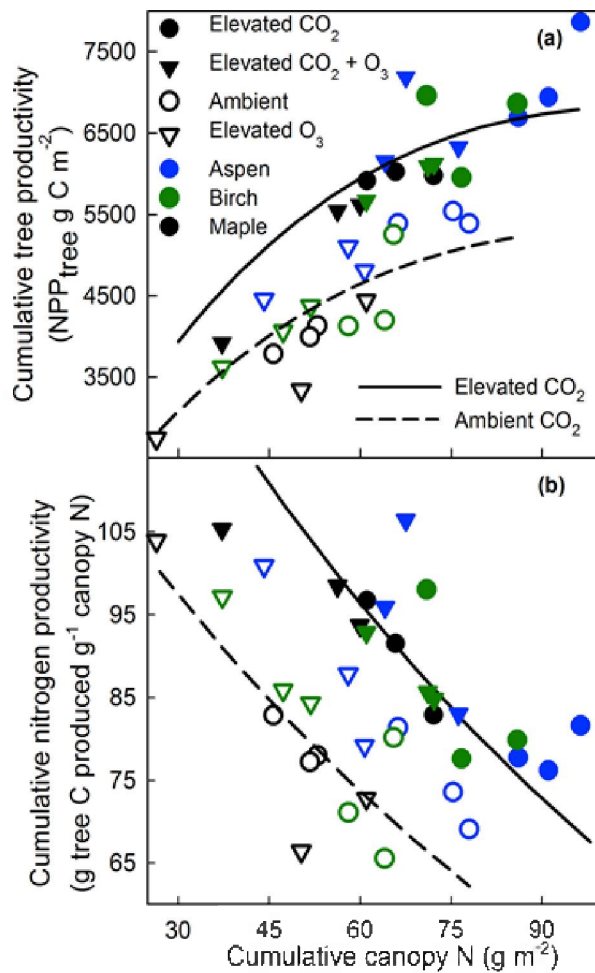 Elevated CO2
Elevated CO2 + O3
Ambient
Elevated O3
Aspen
Birch
Maple
(a)
Cumulative tree productivity
(NPPtree g C m-2)
7500
6500
5500
4500
3500
Elevated CO2
Ambient CO2
(b)
Cumulative nitrogen productivity
(g tree C produced g-1 canopy N)
105
95
85
75
65
30 45 60 75 90
Cumulative canopy N (g m-2)